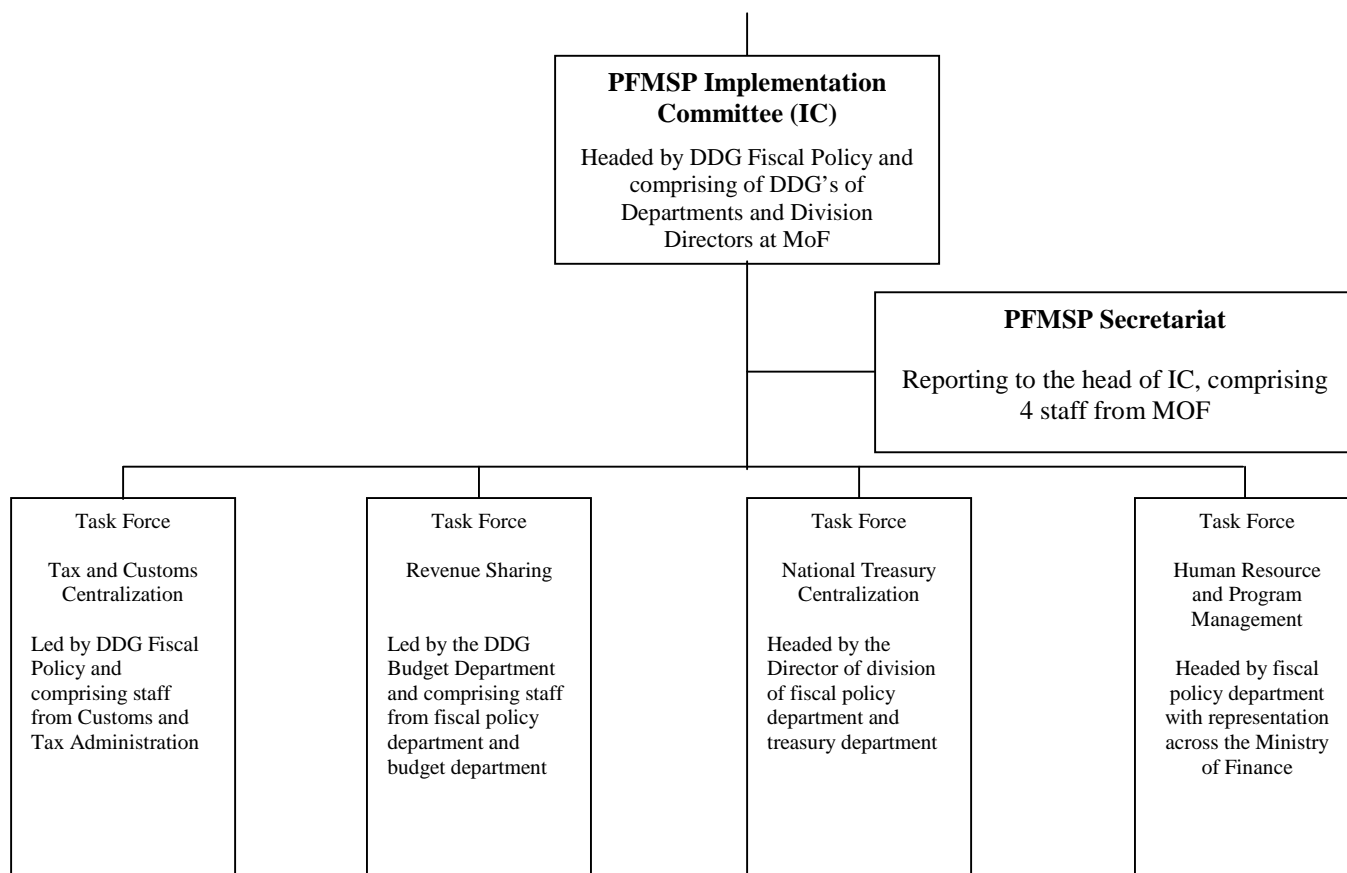 PFMSP Implementation
Committee (IC)
Headed by DDG Fiscal Policy and
comprising of DDG’s of
Departments and Division
Directors at MoF
PFMSP Secretariat
Reporting to the head of IC, comprising
4 staff from MOF
Task Force
Tax and Customs
Centralization
Led by DDG Fiscal
Policy and
comprising staff
from Customs and
Tax Administration
Task Force
Revenue Sharing
Led by the DDG
Budget Department
and comprising staff
from fiscal policy
department and
budget department
Task Force
National Treasury
Centralization
Headed by the
Director of division
of fiscal policy
department and
treasury department
Task Force
Human Resource
and Program
Management
Headed by fiscal
policy department
with representation
across the Ministry
of Finance